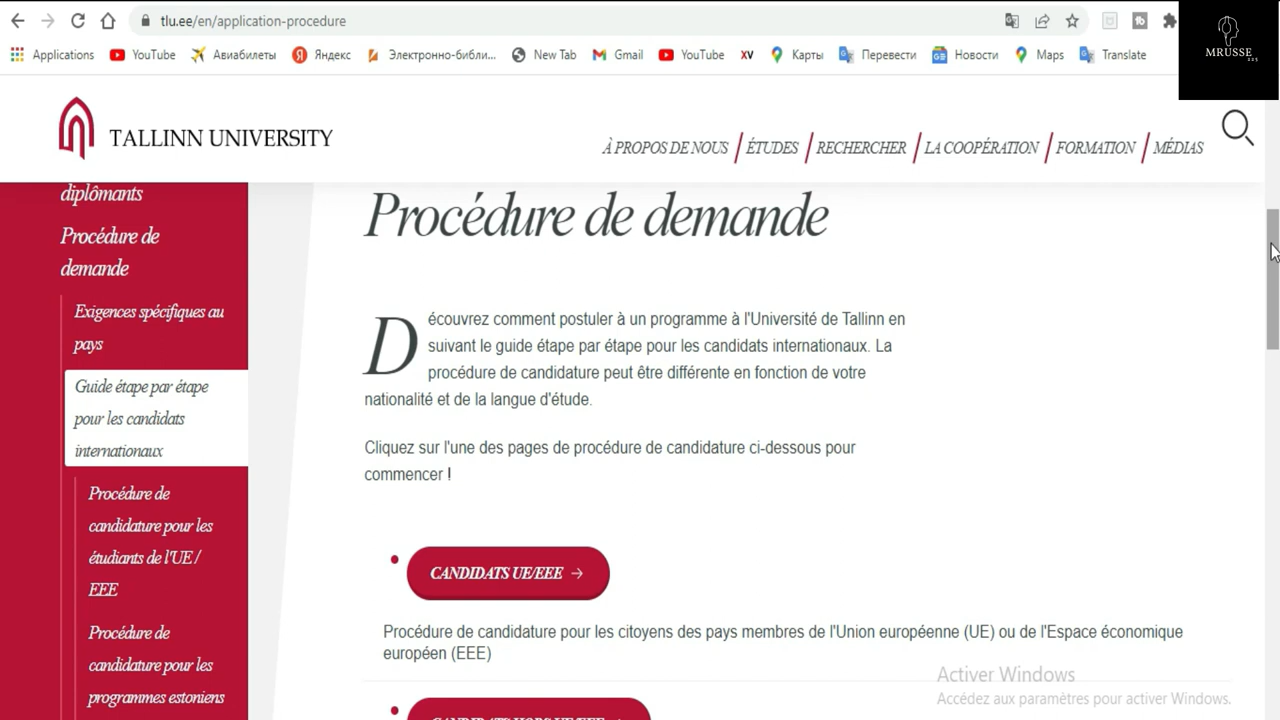 tlu.ee/en/application-procedure
Applications YouTube Авиабилеты Яндекс Электронно-библи... New Tab Gmail YouTube XV Карты Перевести Новости Maps Translate
MRUSSE
225
TALLINN UNIVERSITY
À PROPOS DE NOUS ÉTUDES RECHERCHER LA COOPÉRATION FORMATION MÉDIAS
diplômants
Procédure de
demande
Exigences spécifiques au
pays
Guide étape par étape
pour les candidats
internationaux
Procédure de
candidature pour les
étudiants de l'UE /
EEE
Procédure de
candidature pour les
programmes estoniens
Procédure de demande
Découvrez comment postuler à un programme à l'Université de Tallinn en
suivant le guide étape par étape pour les candidats internationaux. La
procédure de candidature peut être différente en fonction de votre
nationalité et de la langue d'étude.
Cliquez sur l'une des pages de procédure de candidature ci-dessous pour
commencer !
CANDIDATS UE/EEE →
Procédure de candidature pour les citoyens des pays membres de l'Union européenne (UE) ou de l'Espace économique
européen (EEE)
CANDIDATS HORS UE/EEE →
Activer Windows
Accédez aux paramètres pour activer Windows.